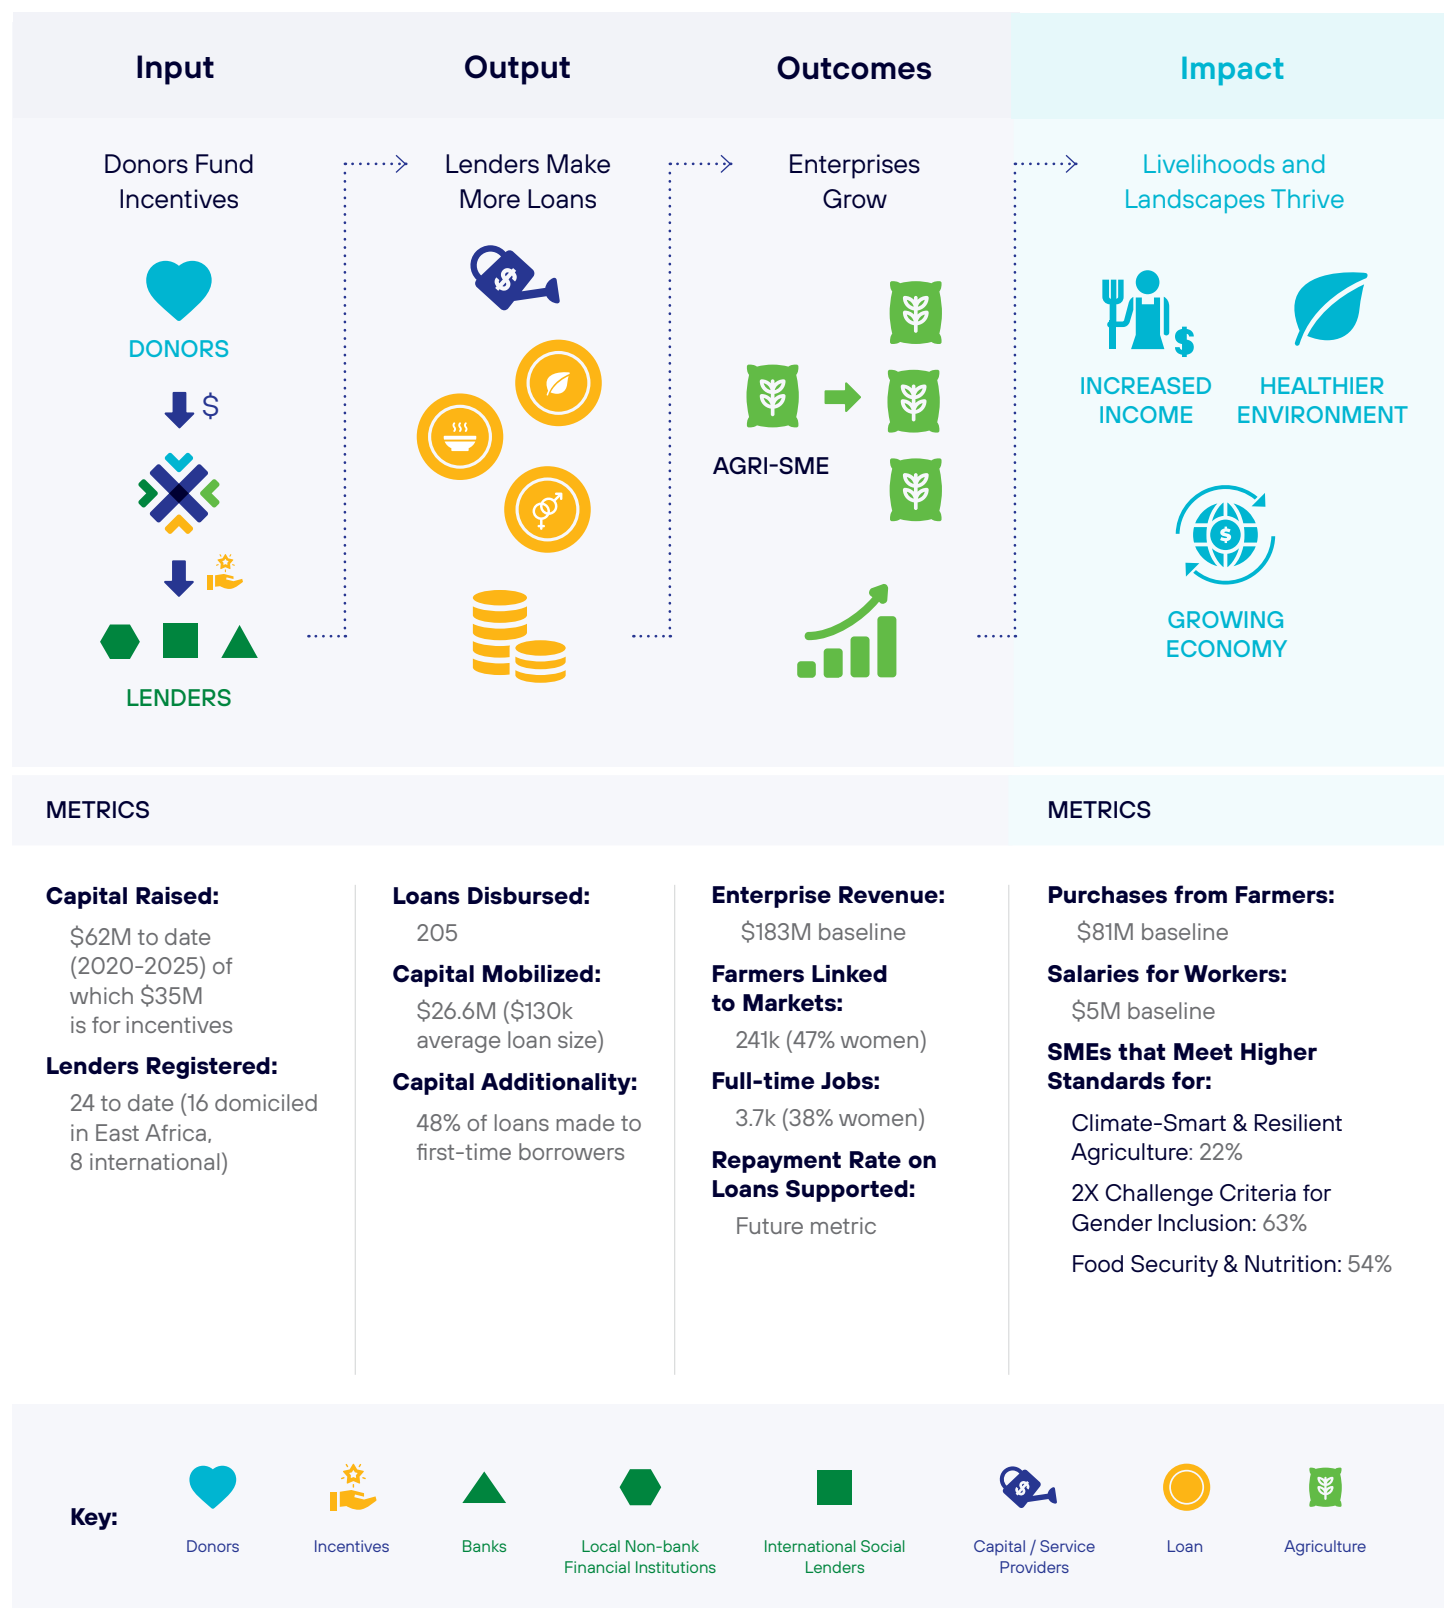 Input
Output
Outcomes
Impact
Donors Fund
Incentives
Lenders Make
More Loans
Enterprises
Grow
Livelihoods and
Landscapes Thrive
DONORS
$
LENDERS
$
AGRI-SME
$
INCREASED
INCOME
HEALTHIER
ENVIRONMENT
$
GROWING
ECONOMY
METRICS
METRICS
Capital Raised:
$62M to date
(2020-2025) of
which $35M
is for incentives
Lenders Registered:
24 to date (16 domiciled
in East Africa,
8 international)
Loans Disbursed:
205
Capital Mobilized:
$26.6M ($130k
average loan size)
Capital Additionality:
48% of loans made to
first-time borrowers
Enterprise Revenue:
$183M baseline
Farmers Linked
to Markets:
241k (47% women)
Full-time Jobs:
3.7k (38% women)
Repayment Rate on
Loans Supported:
Future metric
Purchases from Farmers:
$81M baseline
Salaries for Workers:
$5M baseline
SMEs that Meet Higher
Standards for:
Climate-Smart & Resilient
Agriculture: 22%
2X Challenge Criteria for
Gender Inclusion: 63%
Food Security & Nutrition: 54%
Key:
Donors
Incentives
Banks
Local Non-bank
Financial Institutions
International Social
Lenders
$
Capital / Service
Providers
Loan
Agriculture